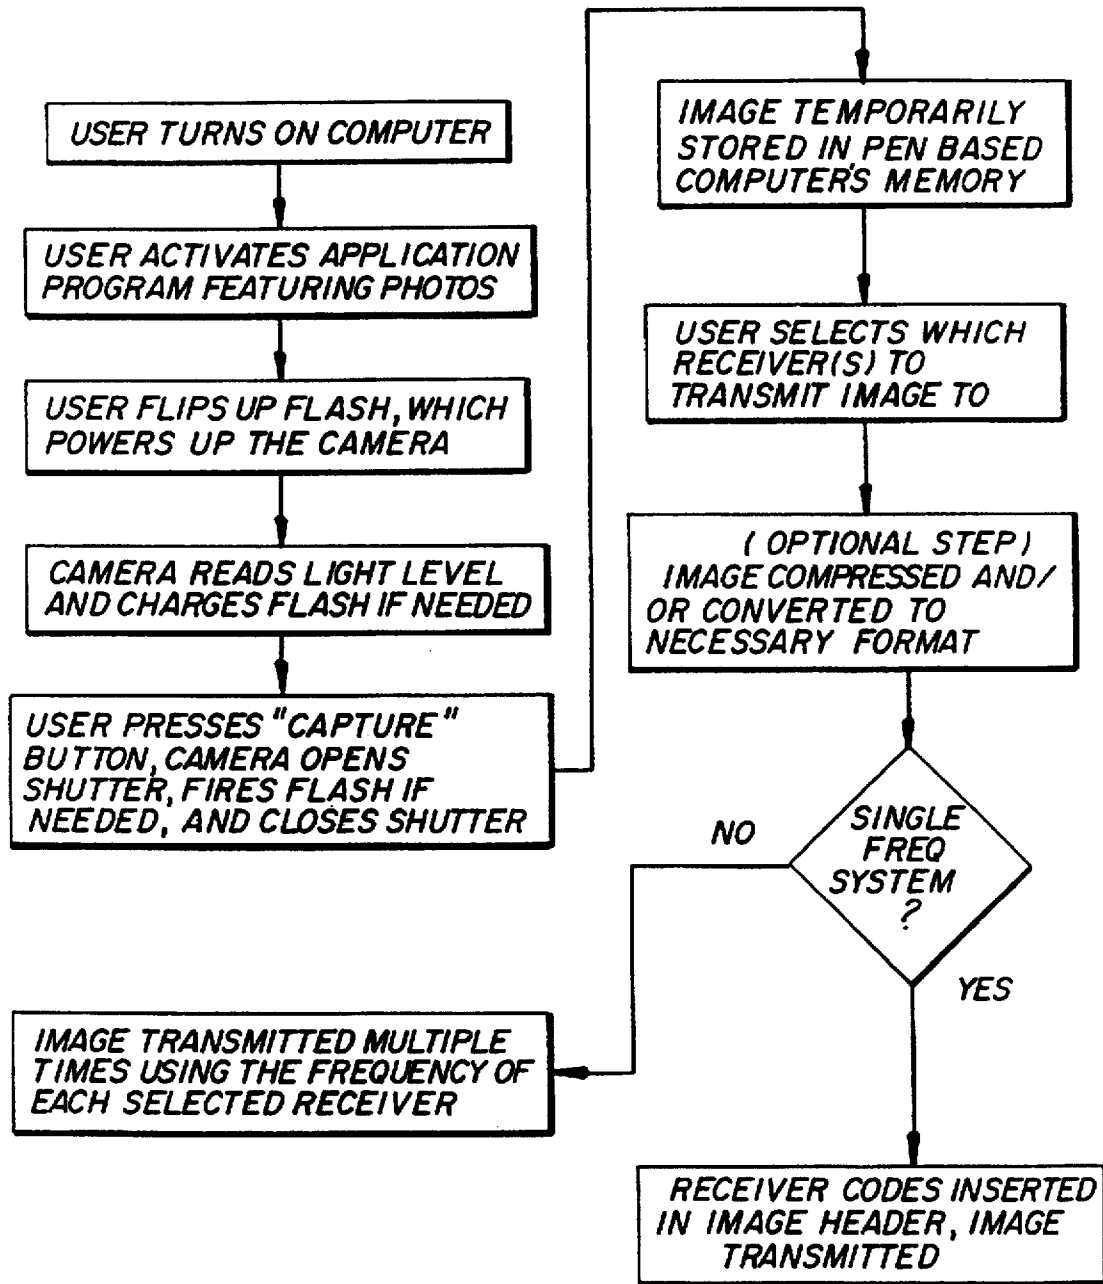 USER TURNS ON COMPUTER
USER ACTIVATES APPLICATION
PROGRAM FEATURING PHOTOS
USER FLIPS UP FLASH, WHICH
POWERS UP THE CAMERA
CAMERA READS LIGHT LEVEL
AND CHARGES FLASH IF NEEDED
USER PRESSES "CAPTURE"
BUTTON, CAMERA OPENS
SHUTTER, FIRES FLASH IF
NEEDED, AND CLOSES SHUTTER
IMAGE TEMPORARILY
STORED IN PEN BASED
COMPUTER'S MEMORY
USER SELECTS WHICH
RECEIVER(S) TO
TRANSMIT IMAGE TO
(OPTIONAL STEP)
IMAGE COMPRESSED AND/
OR CONVERTED TO
NECESSARY FORMAT
SINGLE
FREQ
SYSTEM
?
NO
YES
IMAGE TRANSMITTED MULTIPLE
TIMES USING THE FREQUENCY OF
EACH SELECTED RECEIVER
RECEIVER CODES INSERTED
IN IMAGE HEADER, IMAGE
TRANSMITTED